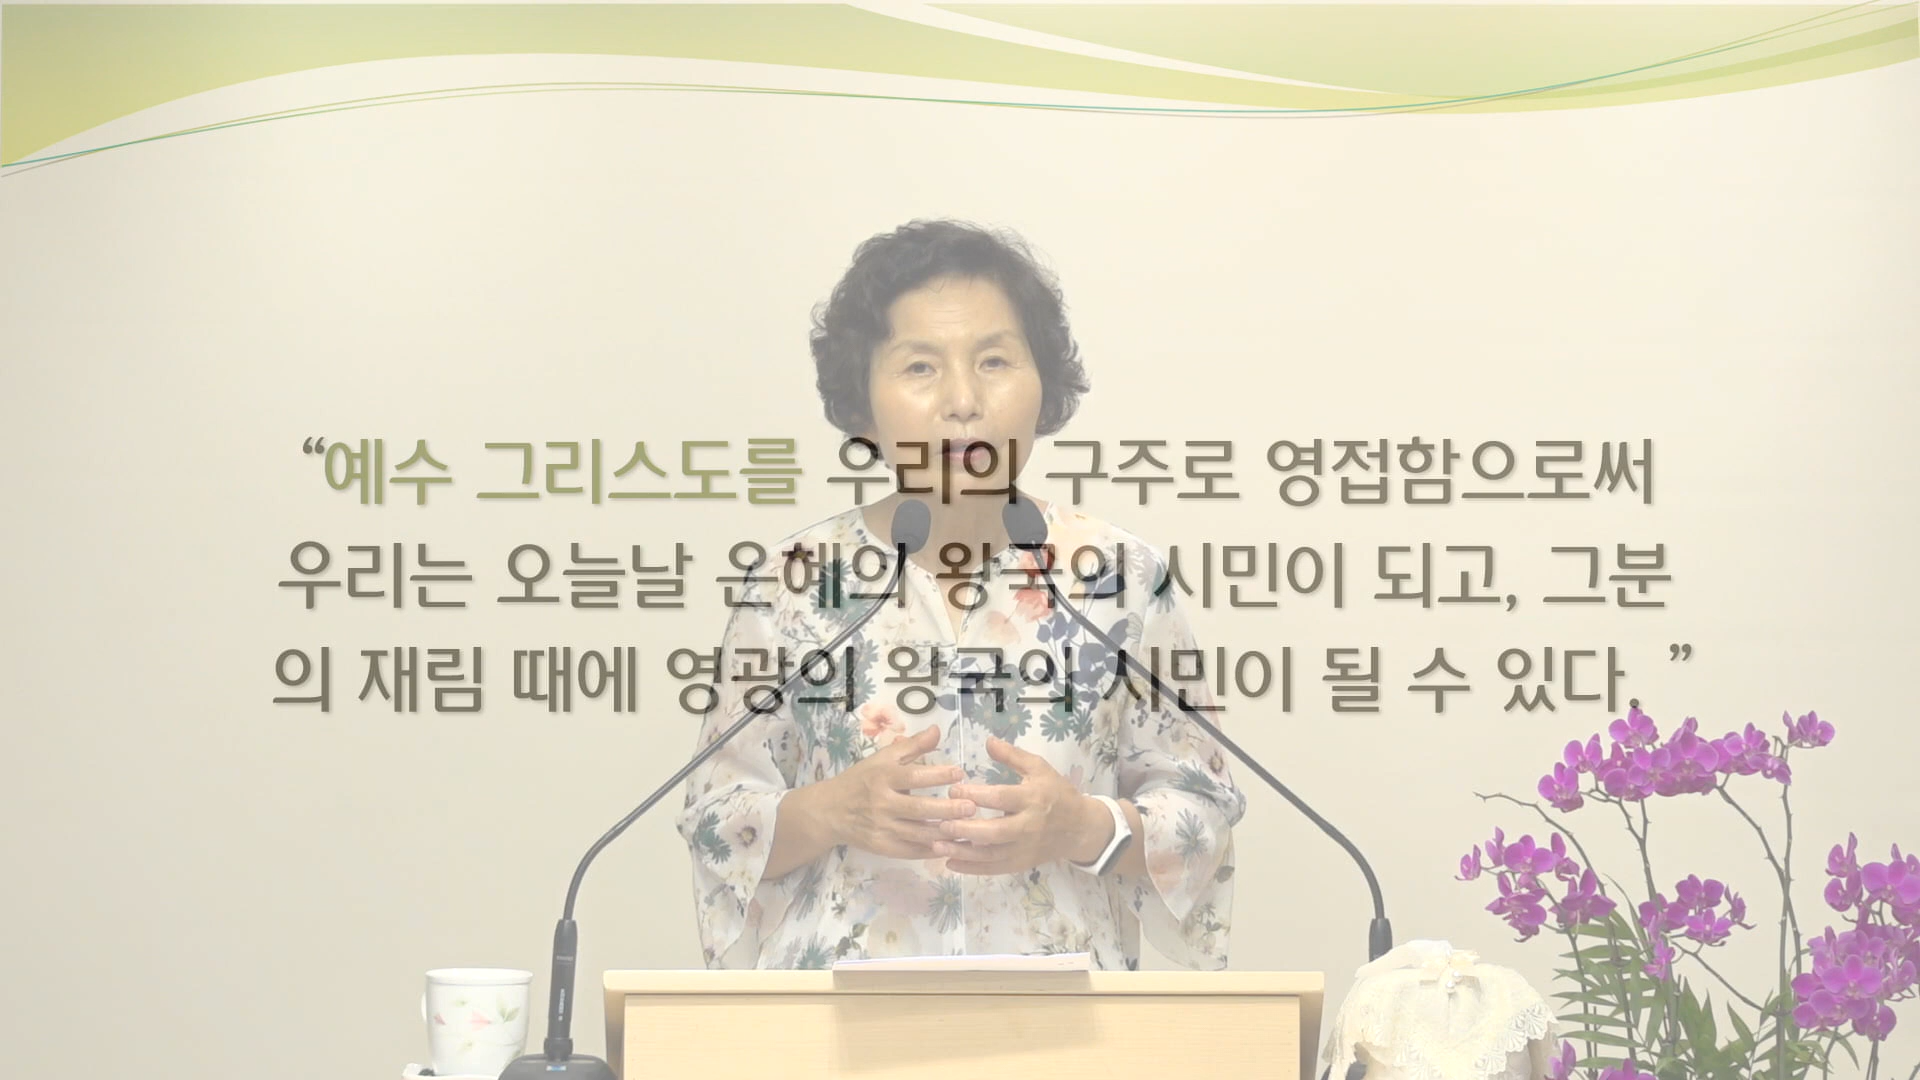 “예수 그리스도를 우리의 구주로 영접함으로써
우리는 오늘날 은혜의 왕국의 시민이 되고, 그분
의 재림 때에 영광의 왕국의 시민이 될 수 있다. ”